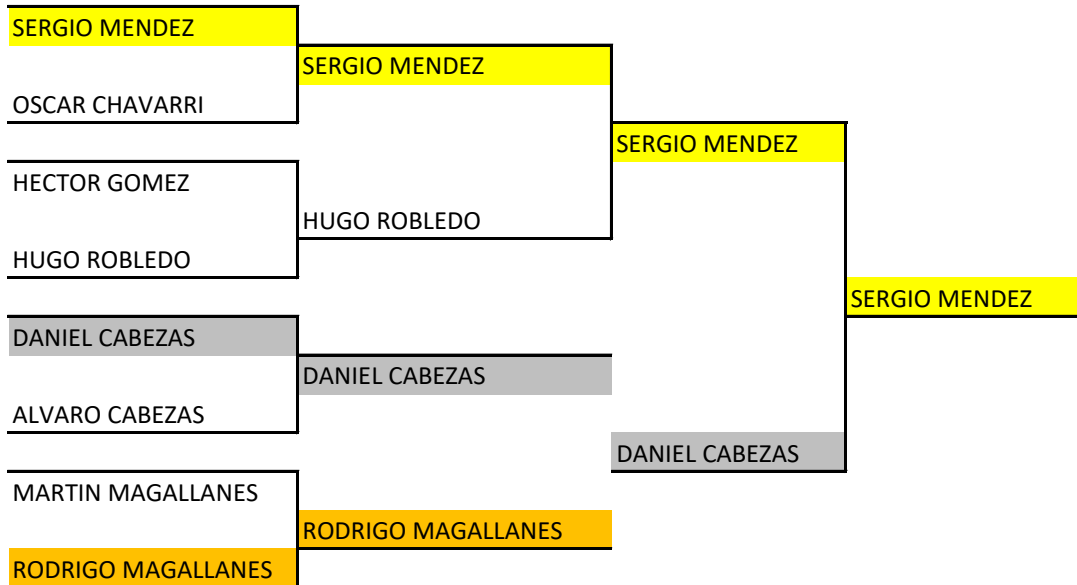 SERGIO MENDEZ
SERGIO MENDEZ
OSCAR CHAVARRI
SERGIO MENDEZ
HECTOR GOMEZ
HUGO ROBLEDO
HUGO ROBLEDO
SERGIO MENDEZ
DANIEL CABEZAS
DANIEL CABEZAS
ALVARO CABEZAS
DANIEL CABEZAS
MARTIN MAGALLANES
RODRIGO MAGALLANES
RODRIGO MAGALLANES